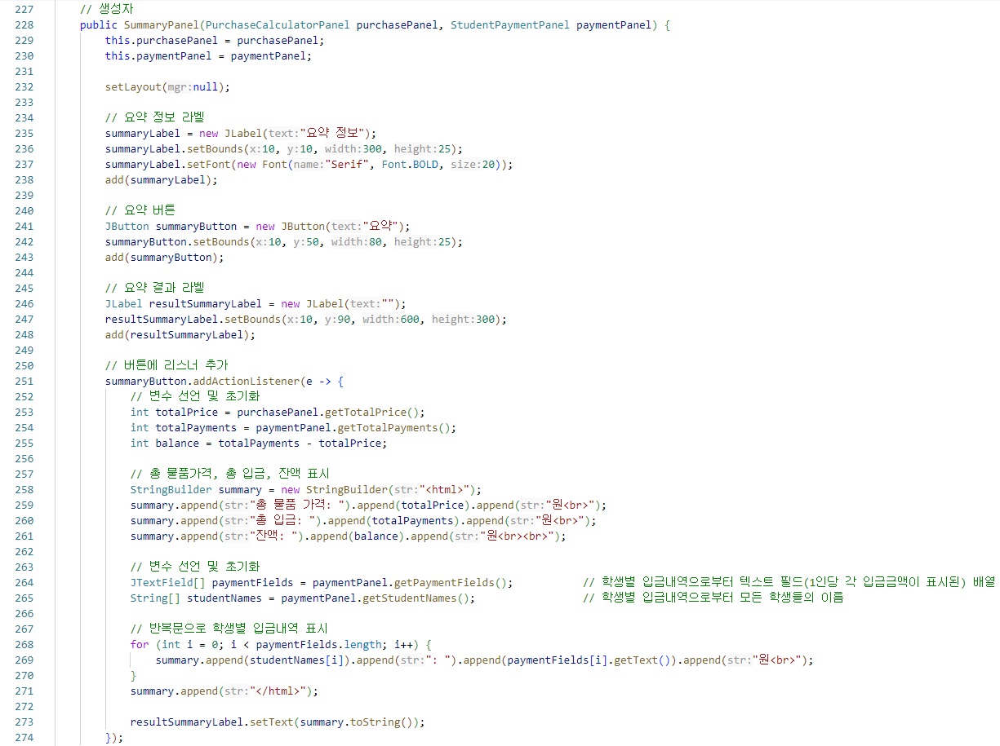 227 // 생성자
228 public SummaryPanel(PurchaseCalculatorPanel purchasePanel, StudentPaymentPanel paymentPanel) {
229 this.purchasePanel = purchasePanel;
230 this.paymentPanel = paymentPanel;
231
232 setLayout(mgr:null);
233
234 // 요약 정보 라벨
235 summaryLabel = new JLabel(text:"요약 정보");
236 summaryLabel.setBounds(x:10, y:10, width:300, height:25);
237 summaryLabel.setFont(new Font(name:"Serif", Font.BOLD, size:20));
238 add(summaryLabel);
239
240 // 요약 버튼
241 JButton summaryButton = new JButton(text:"요약");
242 summaryButton.setBounds(x:10, y:50, width:80, height:25);
243 add(summaryButton);
244
245 // 요약 결과 라벨
246 JLabel resultSummaryLabel = new JLabel(text:"");
247 resultSummaryLabel.setBounds(x:10, y:90, width:600, height:300);
248 add(resultSummaryLabel);
249
250 // 버튼에 리스너 추가
251 summaryButton.addActionListener(e -> {
252 // 변수 선언 및 초기화
253 int totalPrice = purchasePanel.getTotalPrice();
254 int totalPayments = paymentPanel.getTotalPayments();
255 int balance = totalPayments - totalPrice;
256
257 // 총 물품가격, 총 입금, 잔액 표시
258 StringBuilder summary = new StringBuilder(str:"<html>");
259 summary.append(str:"총 물품 가격: ").append(totalPrice).append(str:"원<br>");
260 summary.append(str:"총 입금: ").append(totalPayments).append(str:"원<br>");
261 summary.append(str:"잔액: ").append(balance).append(str:"원<br><br>");
262
263 // 변수 선언 및 초기화
264 JTextField[] paymentFields = paymentPanel.getPaymentFields(); // 학생별 입금내역으로부터 텍스트 필드(1인당 각 입금금액이 표시된) 배열
265 String[] studentNames = paymentPanel.getStudentNames(); // 학생별 입금내역으로부터 모든 학생들의 이름
266
267 // 반복문으로 학생별 입금내역 표시
268 for (int i = 0; i < paymentFields.length; i++) {
269 summary.append(studentNames[i]).append(str:": ").append(paymentFields[i].getText()).append(str:"원<br>");
270 }
271 summary.append(str:"</html>");
272
273 resultSummaryLabel.setText(summary.toString());
274 });